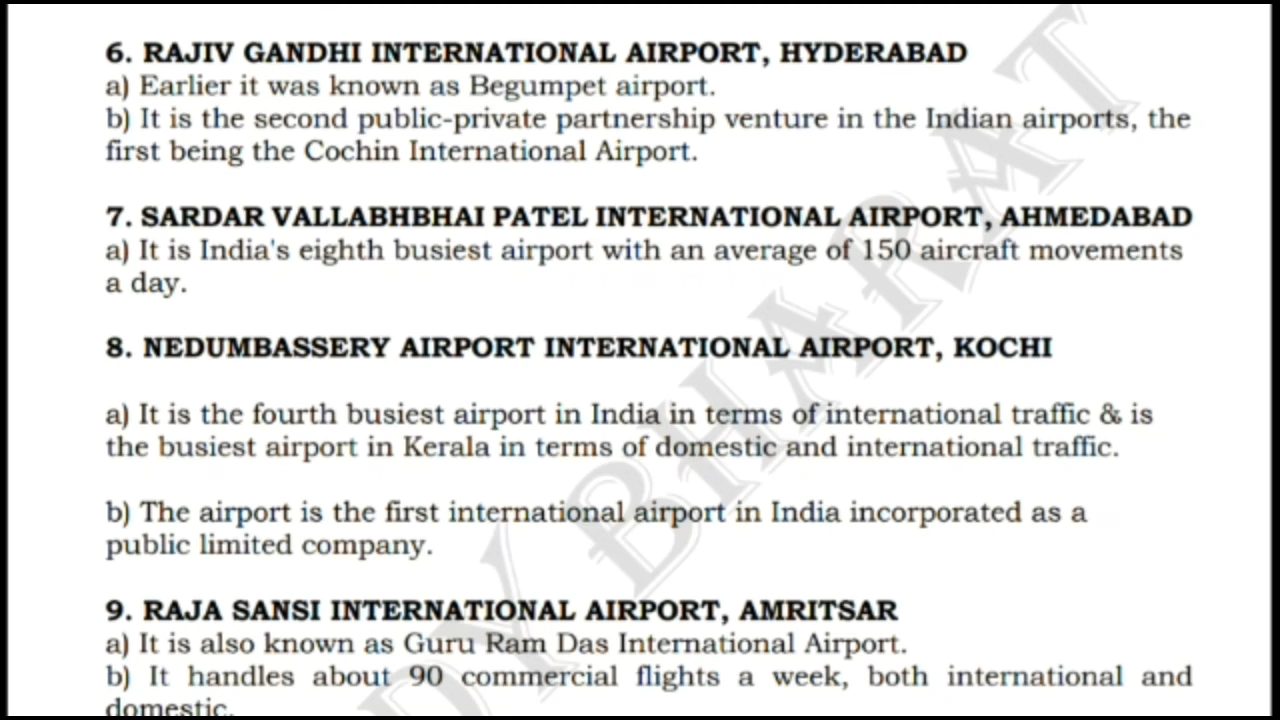 6. RAJIV GANDHI INTERNATIONAL AIRPORT, HYDERABAD
a) Earlier it was known as Begumpet airport.
b) It is the second public-private partnership venture in the Indian airports, the
first being the Cochin International Airport.
7. SARDAR VALLABHBHAI PATEL INTERNATIONAL AIRPORT, AHMEDABAD
a) It is India's eighth busiest airport with an average of 150 aircraft movements
a day.
8. NEDUMBASSERY AIRPORT INTERNATIONAL AIRPORT, KOCHI
a) It is the fourth busiest airport in India in terms of international traffic & is
the busiest airport in Kerala in terms of domestic and international traffic.
b) The airport is the first international airport in India incorporated as a
public limited company.
9. RAJA SANSI INTERNATIONAL AIRPORT, AMRITSAR
a) It is also known as Guru Ram Das International Airport.
b) It handles about 90 commercial flights a week, both international and
domestic.
DY BHARAT